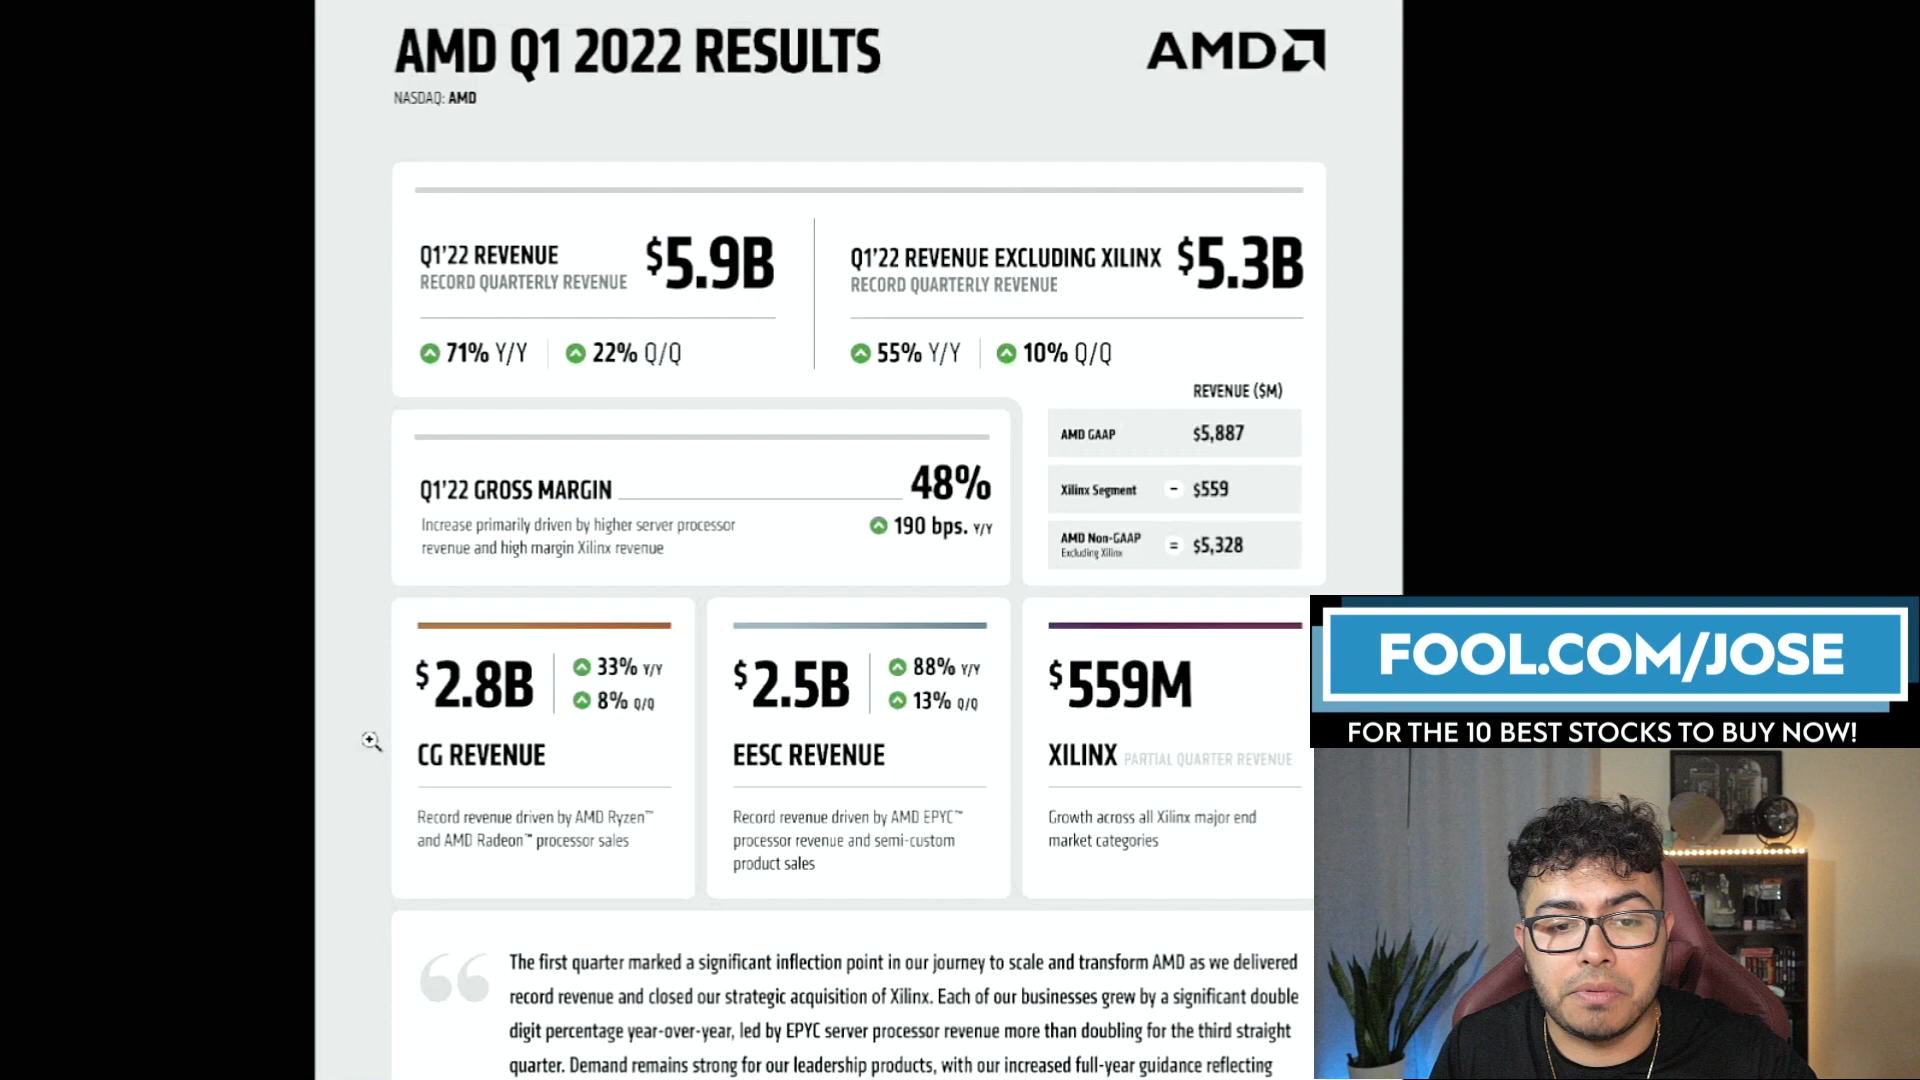 AMD Q1 2022 RESULTS
AMD
NASDAQ: AMD
Q1'22 REVENUE
RECORD QUARTERLY REVENUE
$5.9B
71% Y/Y
22% Q/Q
Q1'22 REVENUE EXCLUDING XILINX
RECORD QUARTERLY REVENUE
$5.3B
55% Y/Y
10% Q/Q
REVENUE ($M)
AMD GAAP $5,887
Xilinx Segment - $559
AMD Non-GAAP
Excluding Xilinx
= $5,328
Q1'22 GROSS MARGIN
48%
Increase primarily driven by higher server processor
revenue and high margin Xilinx revenue
190 bps. Y/Y
$2.8B
33% Y/Y
8% Q/Q
CG REVENUE
Record revenue driven by AMD Ryzen™
and AMD Radeon™ processor sales
$2.5B
88% Y/Y
13% Q/Q
EESC REVENUE
Record revenue driven by AMD EPYC™
processor revenue and semi-custom
product sales
$559M
XILINX PARTIAL QUARTER REVENUE
Growth across all Xilinx major end
market categories
FOOL.COM/JOSE
FOR THE 10 BEST STOCKS TO BUY NOW!
The first quarter marked a significant inflection point in our journey to scale and transform AMD as we delivered
record revenue and closed our strategic acquisition of Xilinx. Each of our businesses grew by a significant double
digit percentage year-over-year, led by EPYC server processor revenue more than doubling for the third straight
quarter. Demand remains strong for our leadership products, with our increased full-year guidance reflecting